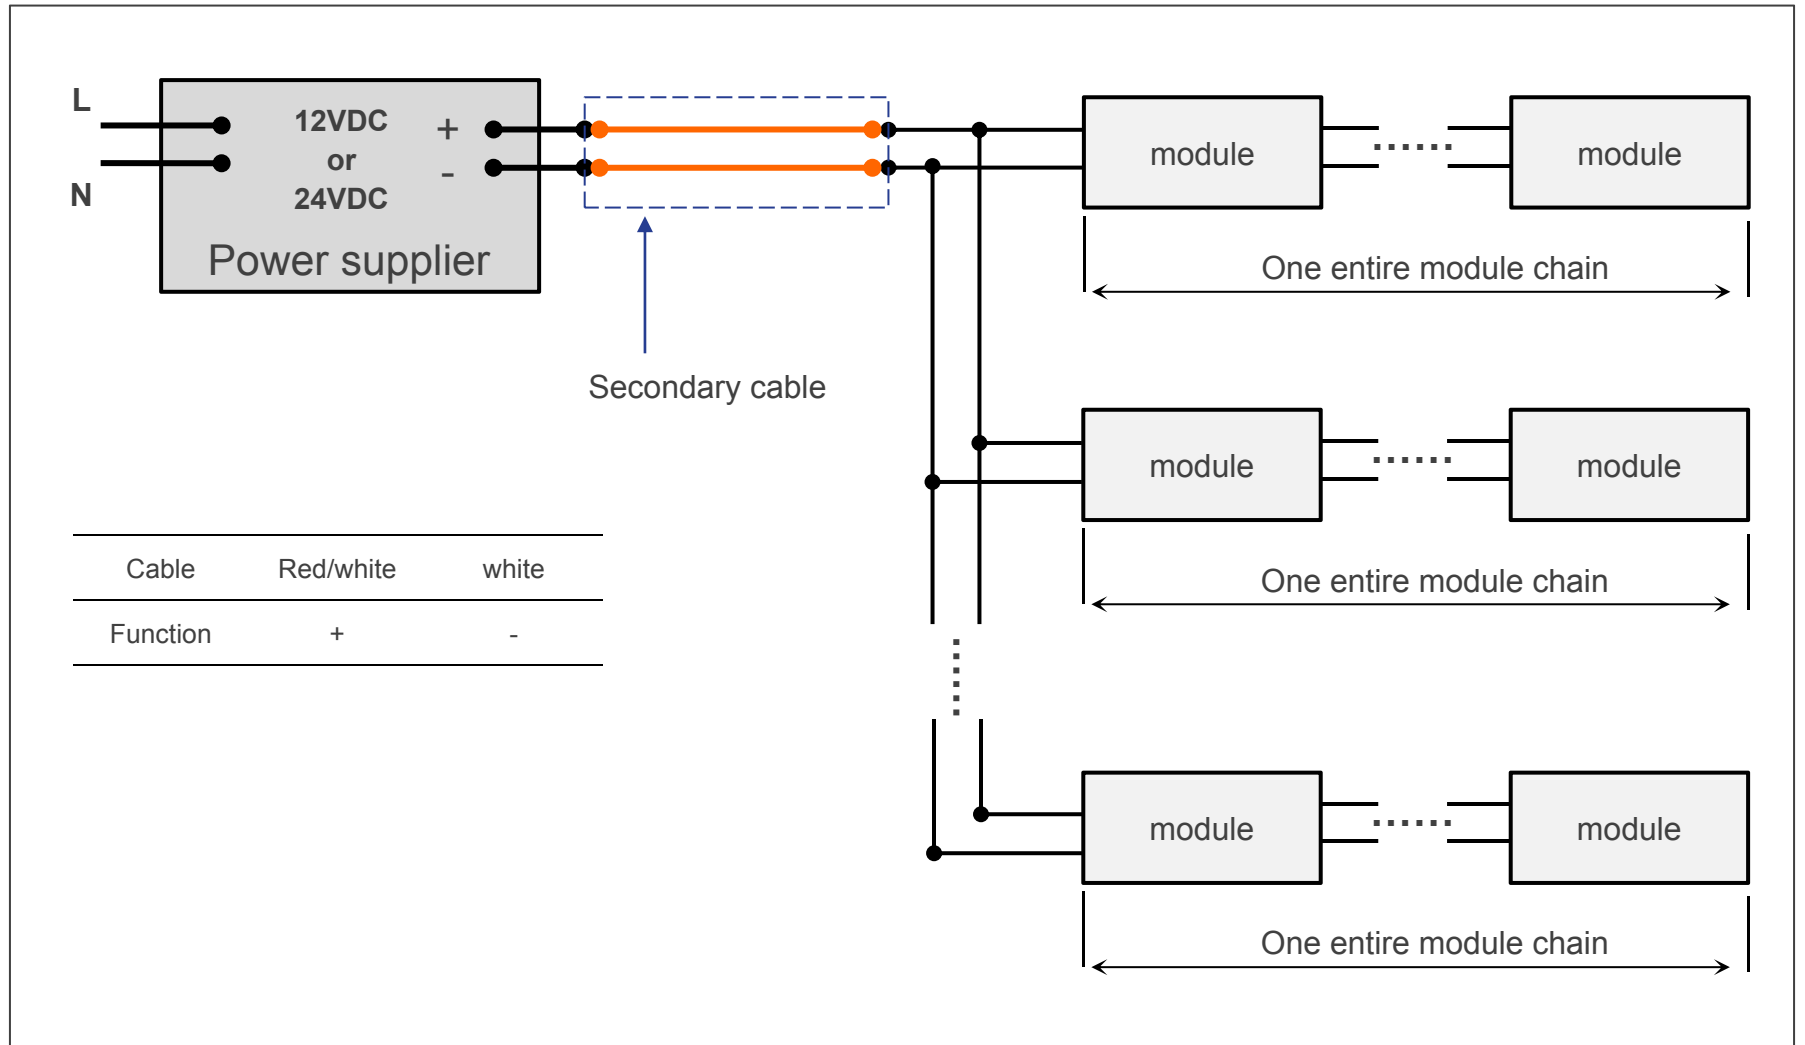 L
N
12VDC
or
24VDC
+
-
Power supplier
Secondary cable
module
module
One entire module chain
module
module
One entire module chain
Cable Red/white white
Function + -
module
module
One entire module chain